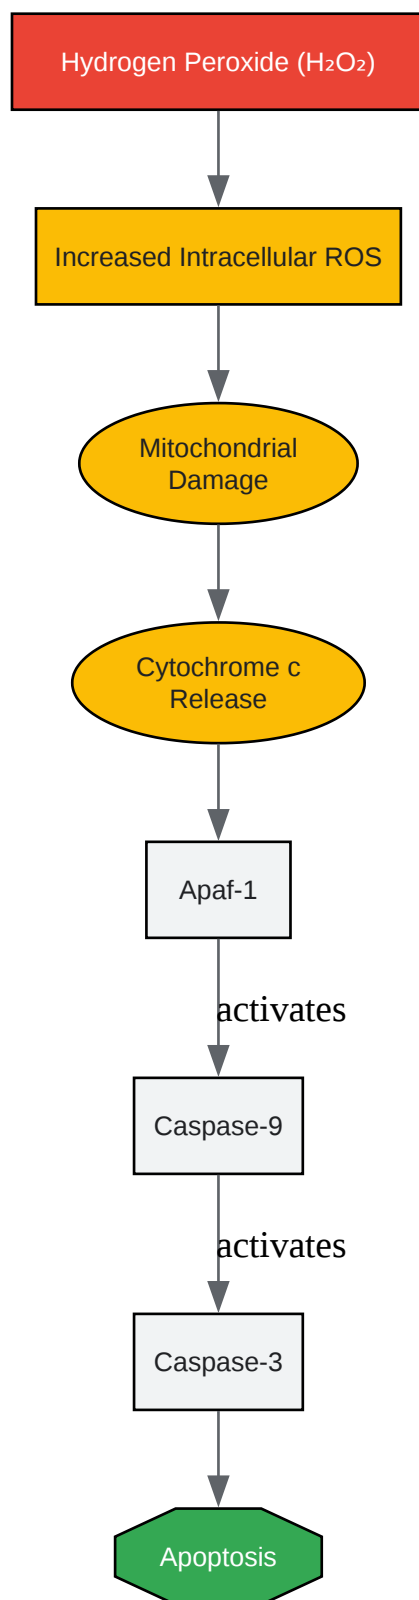 Hydrogen Peroxide (H₂O₂)
Increased Intracellular ROS
Mitochondrial
Damage
Cytochrome c
Release
Apaf-1
activates
Caspase-9
activates
Caspase-3
Apoptosis